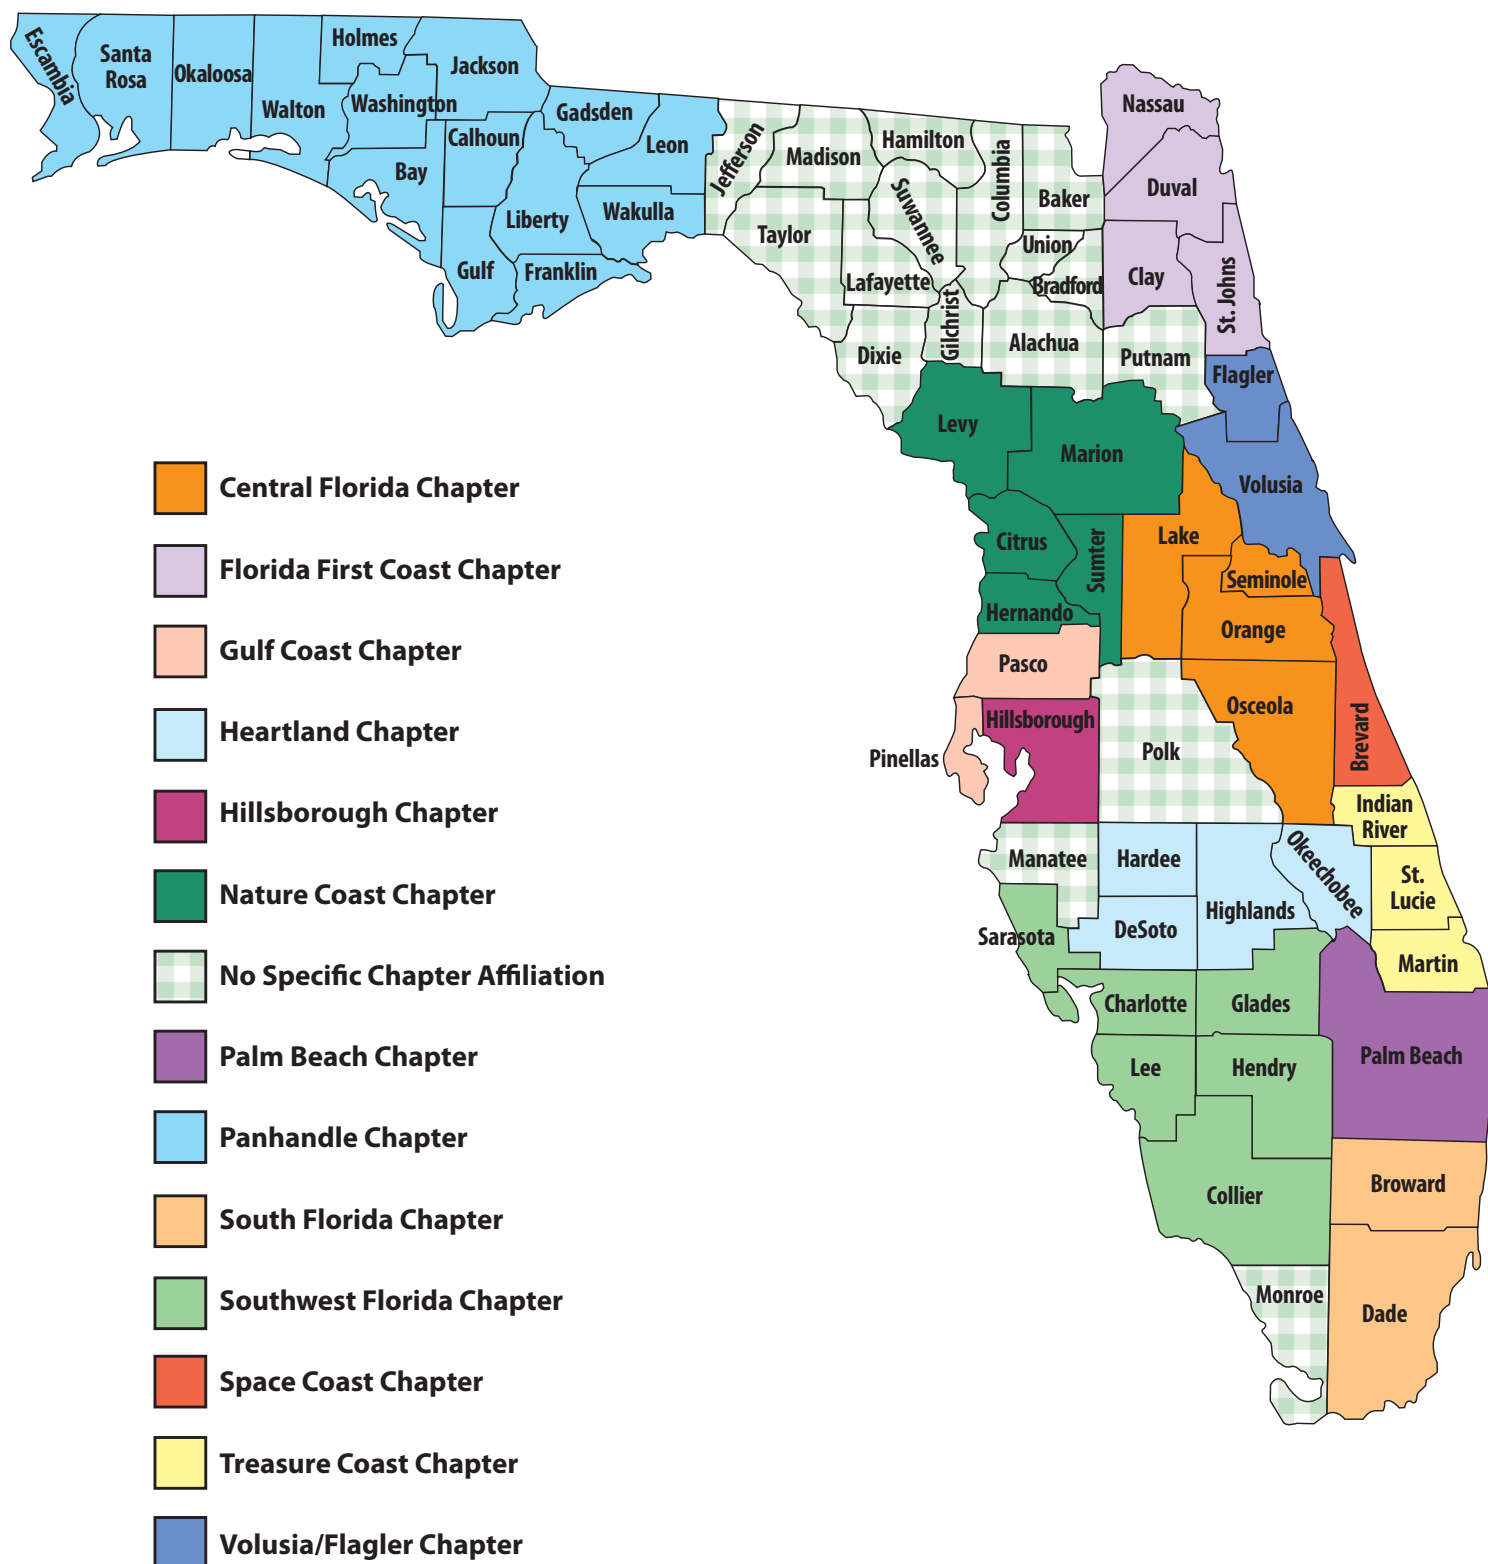 Escambia
Santa
Rosa
Okaloosa
Walton
Holmes
Washington
Jackson
Bay
Calhoun
Gulf
Liberty
Franklin
Gadsden
Leon
Wakulla
Jefferson
Madison
Taylor
Hamilton
Suwannee
Lafayette
Dixie
Columbia
Gilchrist
Baker
Union
Bradford
Alachua
Nassau
Duval
Clay
St. Johns
Putnam
Flagler
Levy
Marion
Volusia
Citrus
Sumter
Lake
Hernando
Seminole
Orange
Pasco
Hillsborough
Pinellas
Polk
Osceola
Brevard
Indian
River
Manatee
Hardee
Highlands
Okeechobee
St.
Lucie
Sarasota
DeSoto
Martin
Charlotte
Glades
Lee
Hendry
Palm Beach
Collier
Broward
Monroe
Dade
Central Florida Chapter
Florida First Coast Chapter
Gulf Coast Chapter
Heartland Chapter
Hillsborough Chapter
Nature Coast Chapter
No Specific Chapter Affiliation
Palm Beach Chapter
Panhandle Chapter
South Florida Chapter
Southwest Florida Chapter
Space Coast Chapter
Treasure Coast Chapter
Volusia/Flagler Chapter